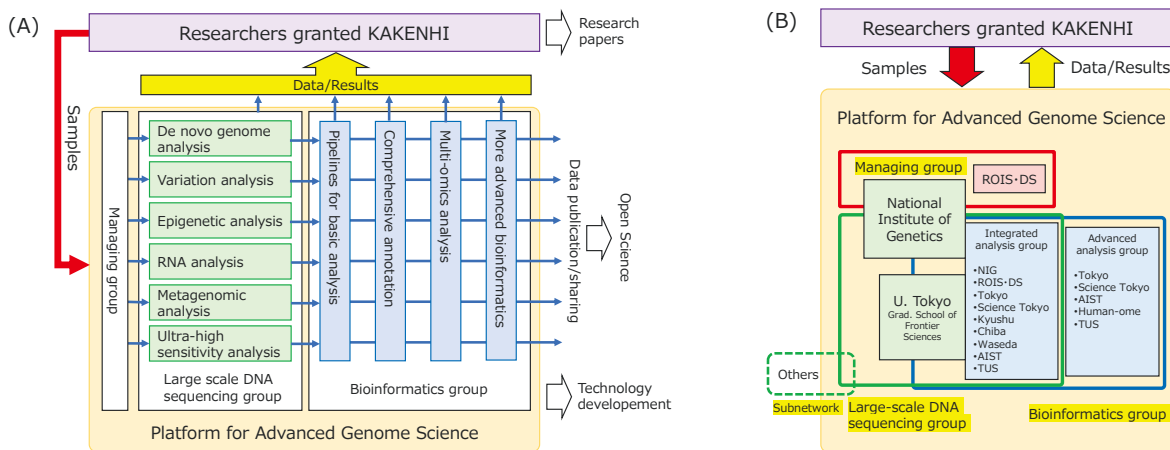 (A)
Researchers granted KAKENHI
Research
papers
Data/Results
Samples
Managing group
De novo genome
analysis
Variation analysis
Epigenetic analysis
RNA analysis
Metagenomic
analysis
Ultra-high
sensitivity analysis
Large scale DNA
sequencing group
Pipelines for basic analysis
Comprehensive annotation
Multi-omics analysis
More advanced bioinformatics
Bioinformatics group
Data publication/sharing
Open Science
Technology
developement
Platform for Advanced Genome Science
(B)
Researchers granted KAKENHI
Samples
Data/Results
Platform for Advanced Genome Science
Managing group
ROIS·DS
National
Institute of
Genetics
U. Tokyo
Grad. School of
Frontier
Sciences
Integrated
analysis group
•NIG
•ROIS·DS
•Tokyo
•Science Tokyo
•Kyushu
•Chiba
•Waseda
•AIST
•TUS
Advanced
analysis group
•Tokyo
•Science Tokyo
•AIST
•Human-ome
•TUS
Others
Subnetwork
Large-scale DNA
sequencing group
Bioinformatics group